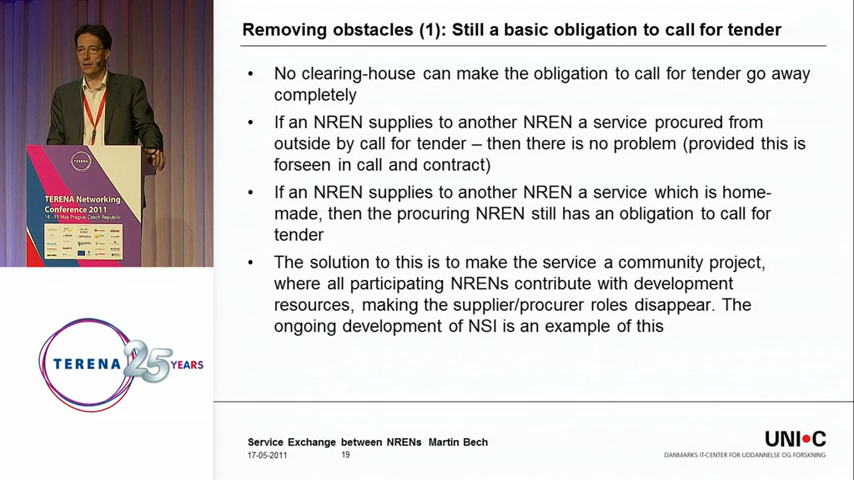 Removing obstacles (1): Still a basic obligation to call for tender
• No clearing-house can make the obligation to call for tender go away
completely
• If an NREN supplies to another NREN a service procured from
outside by call for tender – then there is no problem (provided this is
forseen in call and contract)
• If an NREN supplies to another NREN a service which is home-
made, then the procuring NREN still has an obligation to call for
tender
• The solution to this is to make the service a community project,
where all participating NRENs contribute with development
resources, making the supplier/procurer roles disappear. The
ongoing development of NSI is an example of this
Service Exchange between NRENs Martin Bech
17-05-2011 19
UNI•C
DANMARKS IT-CENTER FOR UDDANNELSE OG FORSKNING
TERENA
TERENA Networking
Conference 2011
16 - 19 May Prague, Czech Republic
TERENA 25 YEARS